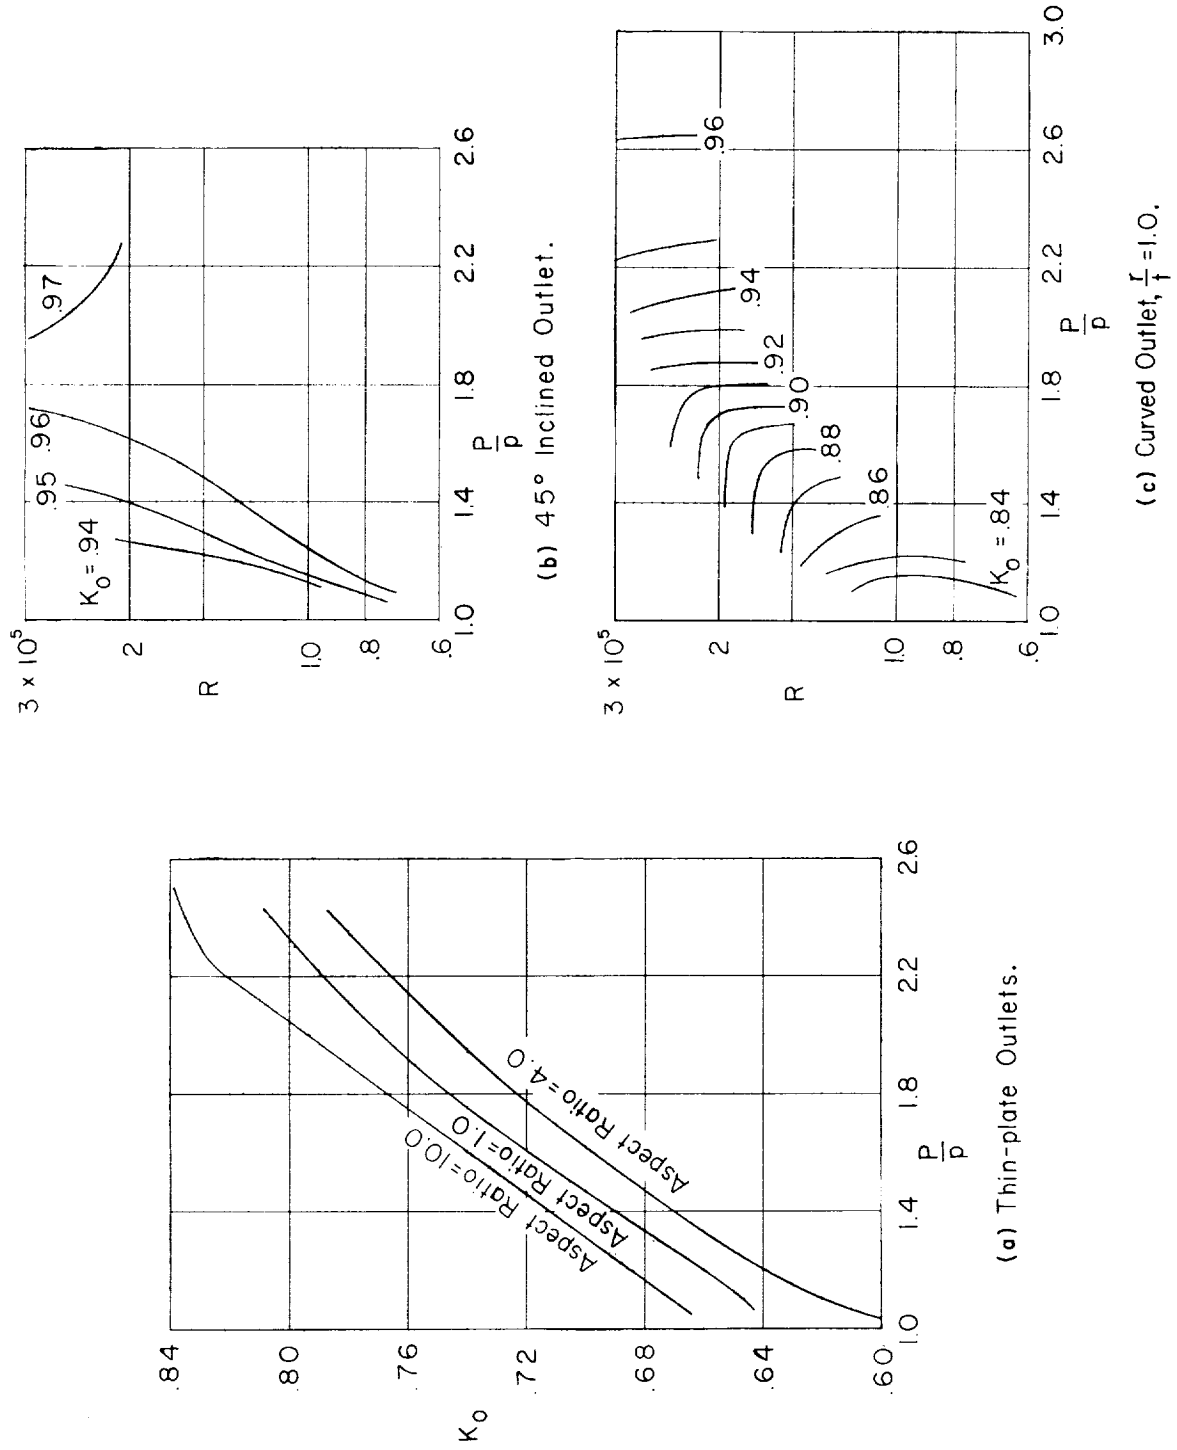 .84
.80
.76
K₀
.72
.68
.64
.60
1.0
1.4
1.8
2.2
2.6
P/p
Aspect Ratio=10.0
Aspect Ratio=1.0
Aspect Ratio=4.0
(a) Thin-plate Outlets.
3 x 10⁵
2
R
1.0
.8
.6
1.0
1.4
1.8
2.2
2.6
P/p
K₀=.94
.95
.96
.97
(b) 45° Inclined Outlet.
3 x 10⁵
2
R
1.0
.8
.6
1.0
1.4
1.8
2.2
2.6
3.0
P/p
K₀=.84
.86
.88
.90
.92
.94
.96
(c) Curved Outlet, r/t =1.0.